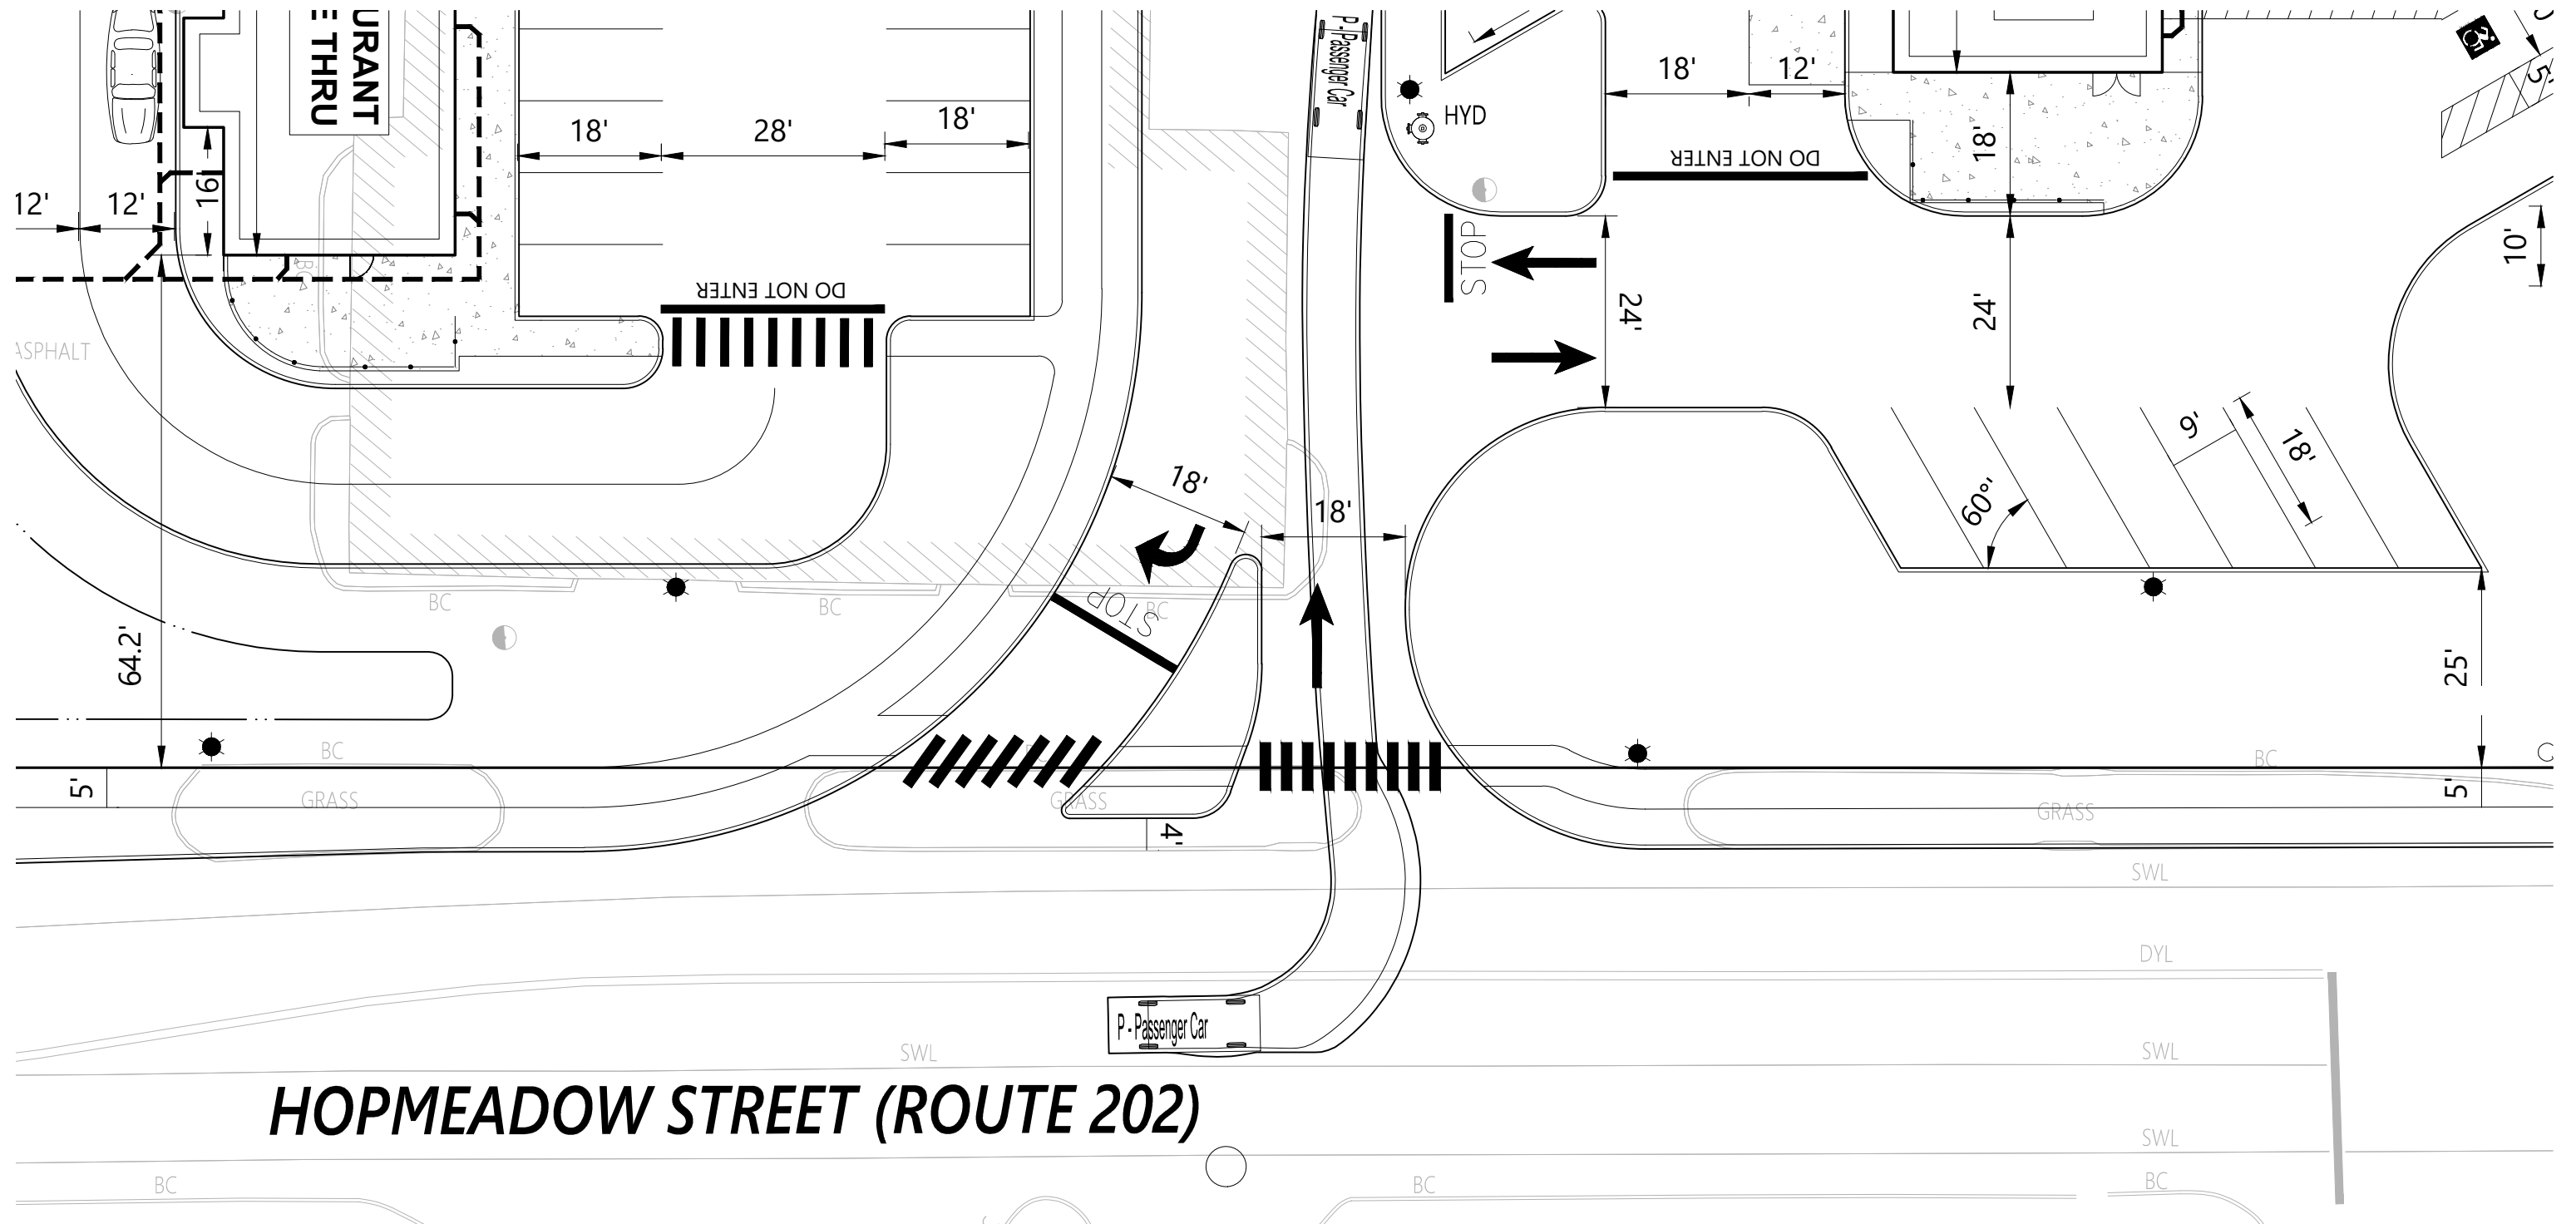 URANT
E THRU
P - Passenger Car
HYD
18'
12'
5'
18'
28'
18'
DO NOT ENTER
18'
16'
12'
12'
10'
STOP
BC
DO NOT ENTER
24'
24'
ASPHALT
9'
18'
18'
18'
60°
BC
BC
BC
STOP
64.2'
25'
BC
BC
5'
GRASS
GRASS
GRASS
5'
4'
SWL
DYL
P - Passenger Car
SWL
SWL
HOPMEADOW STREET (ROUTE 202)
SWL
BC
BC
BC